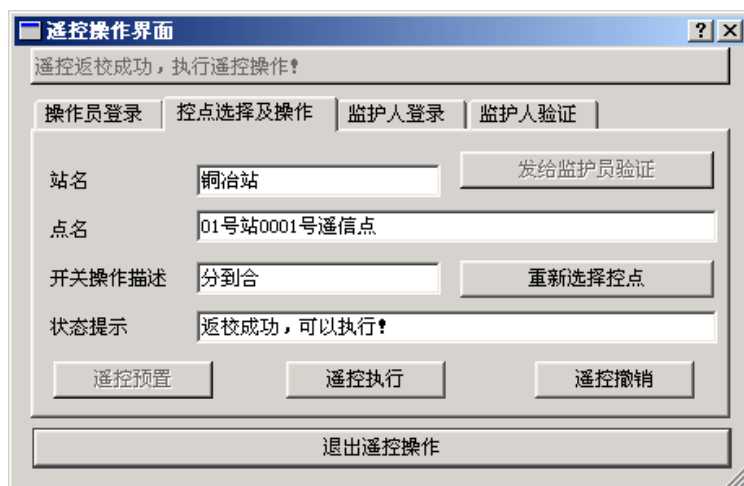 遥控操作界面
遥控返校成功，执行遥控操作！
操作员登录 控点选择及操作 监护人登录 监护人验证
站名 铜冶站 发给监护员验证
点名 01号站0001号遥信点
开关操作描述 分到合 重新选择控点
状态提示 返校成功，可以执行！
遥控预置 遥控执行 遥控撤销
退出遥控操作